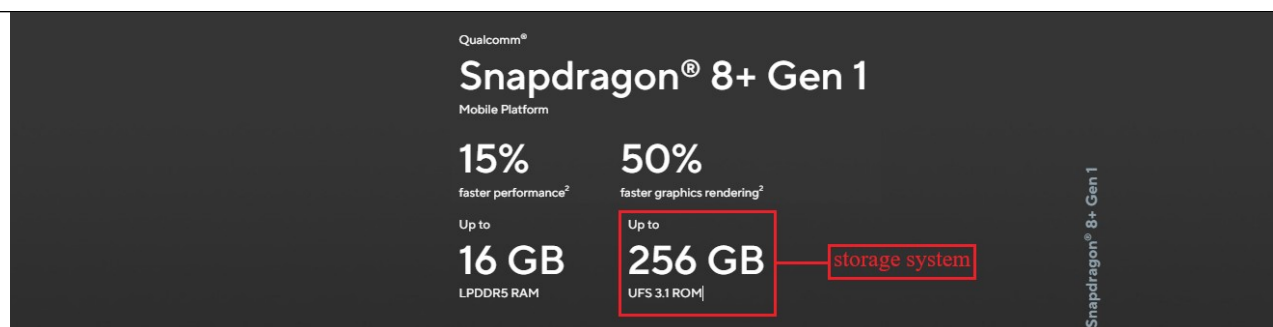 Qualcomm®
Snapdragon® 8+ Gen 1
Mobile Platform
15%
faster performance²
50%
faster graphics rendering²
Up to
16 GB
LPDDR5 RAM
Up to
256 GB
UFS 3.1 ROM
storage system
Snapdragon® 8+ Gen 1